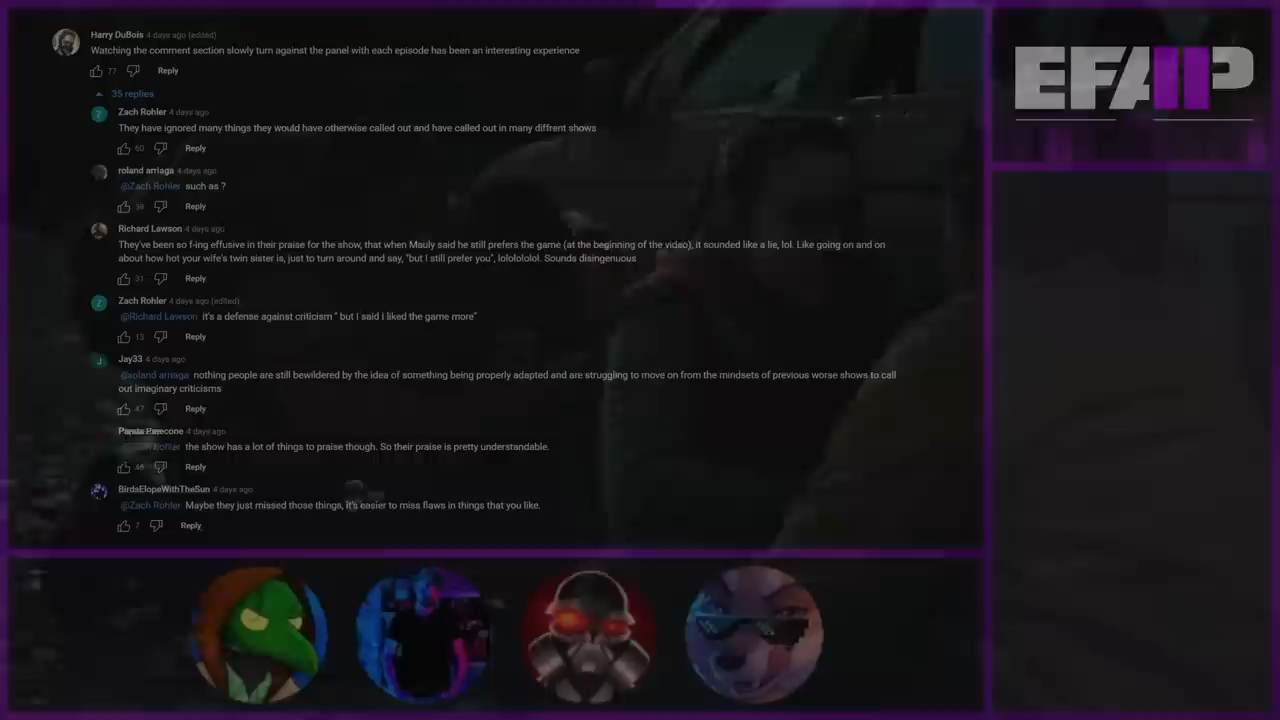 Harry DuBois 4 days ago (edited)
EFAP
Watching the comment section slowly turn against the panel with each episode has been an interesting experience
77 Reply
35 replies
Z Zach Rohler 4 days ago
They have ignored many things they would have otherwise called out and have called out in many diffrent shows
60 Reply
roland arriaga 4 days ago
@Zach Rohler such as ?
38 Reply
Richard Lawson 4 days ago
They've been so f-ing effusive in their praise for the show, that when Mauly said he still prefers the game (at the beginning of the video), it sounded like a lie, lol. Like going on and on
about how hot your wife's twin sister is, just to turn around and say, "but I still prefer you", lolololol. Sounds disingenuous
31 Reply
Z Zach Rohler 4 days ago (edited)
@Richard Lawson it's a defense against criticism " but I said i liked the game more"
13 Reply
J Jay33 4 days ago
@roland arriaga nothing people are still bewildered by the idea of something being properly adapted and are struggling to move on from the mindsets of previous worse shows to call
out imaginary criticisms
47 Reply
4 days ago
the show has a lot of things to praise though. So their praise is pretty understandable.
46 Reply
BirdsElopeWithTheSun 4 days ago
@Zach Rohler Maybe they just missed those things, it's easier to miss flaws in things that you like.
7 Reply